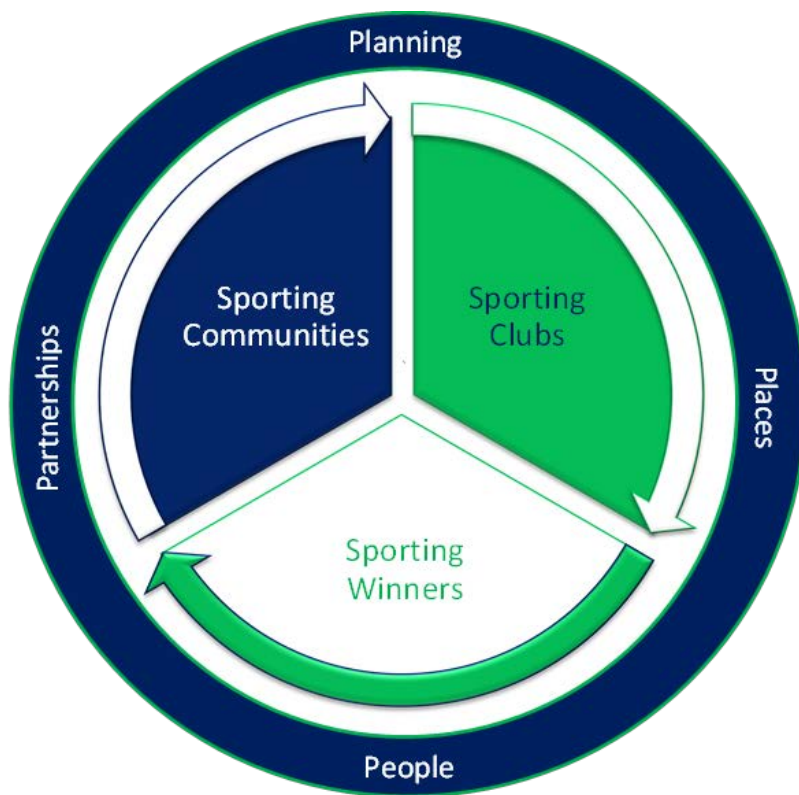 Planning
Sporting
Communities
Sporting
Clubs
Partnerships
Places
Sporting
Winners
People